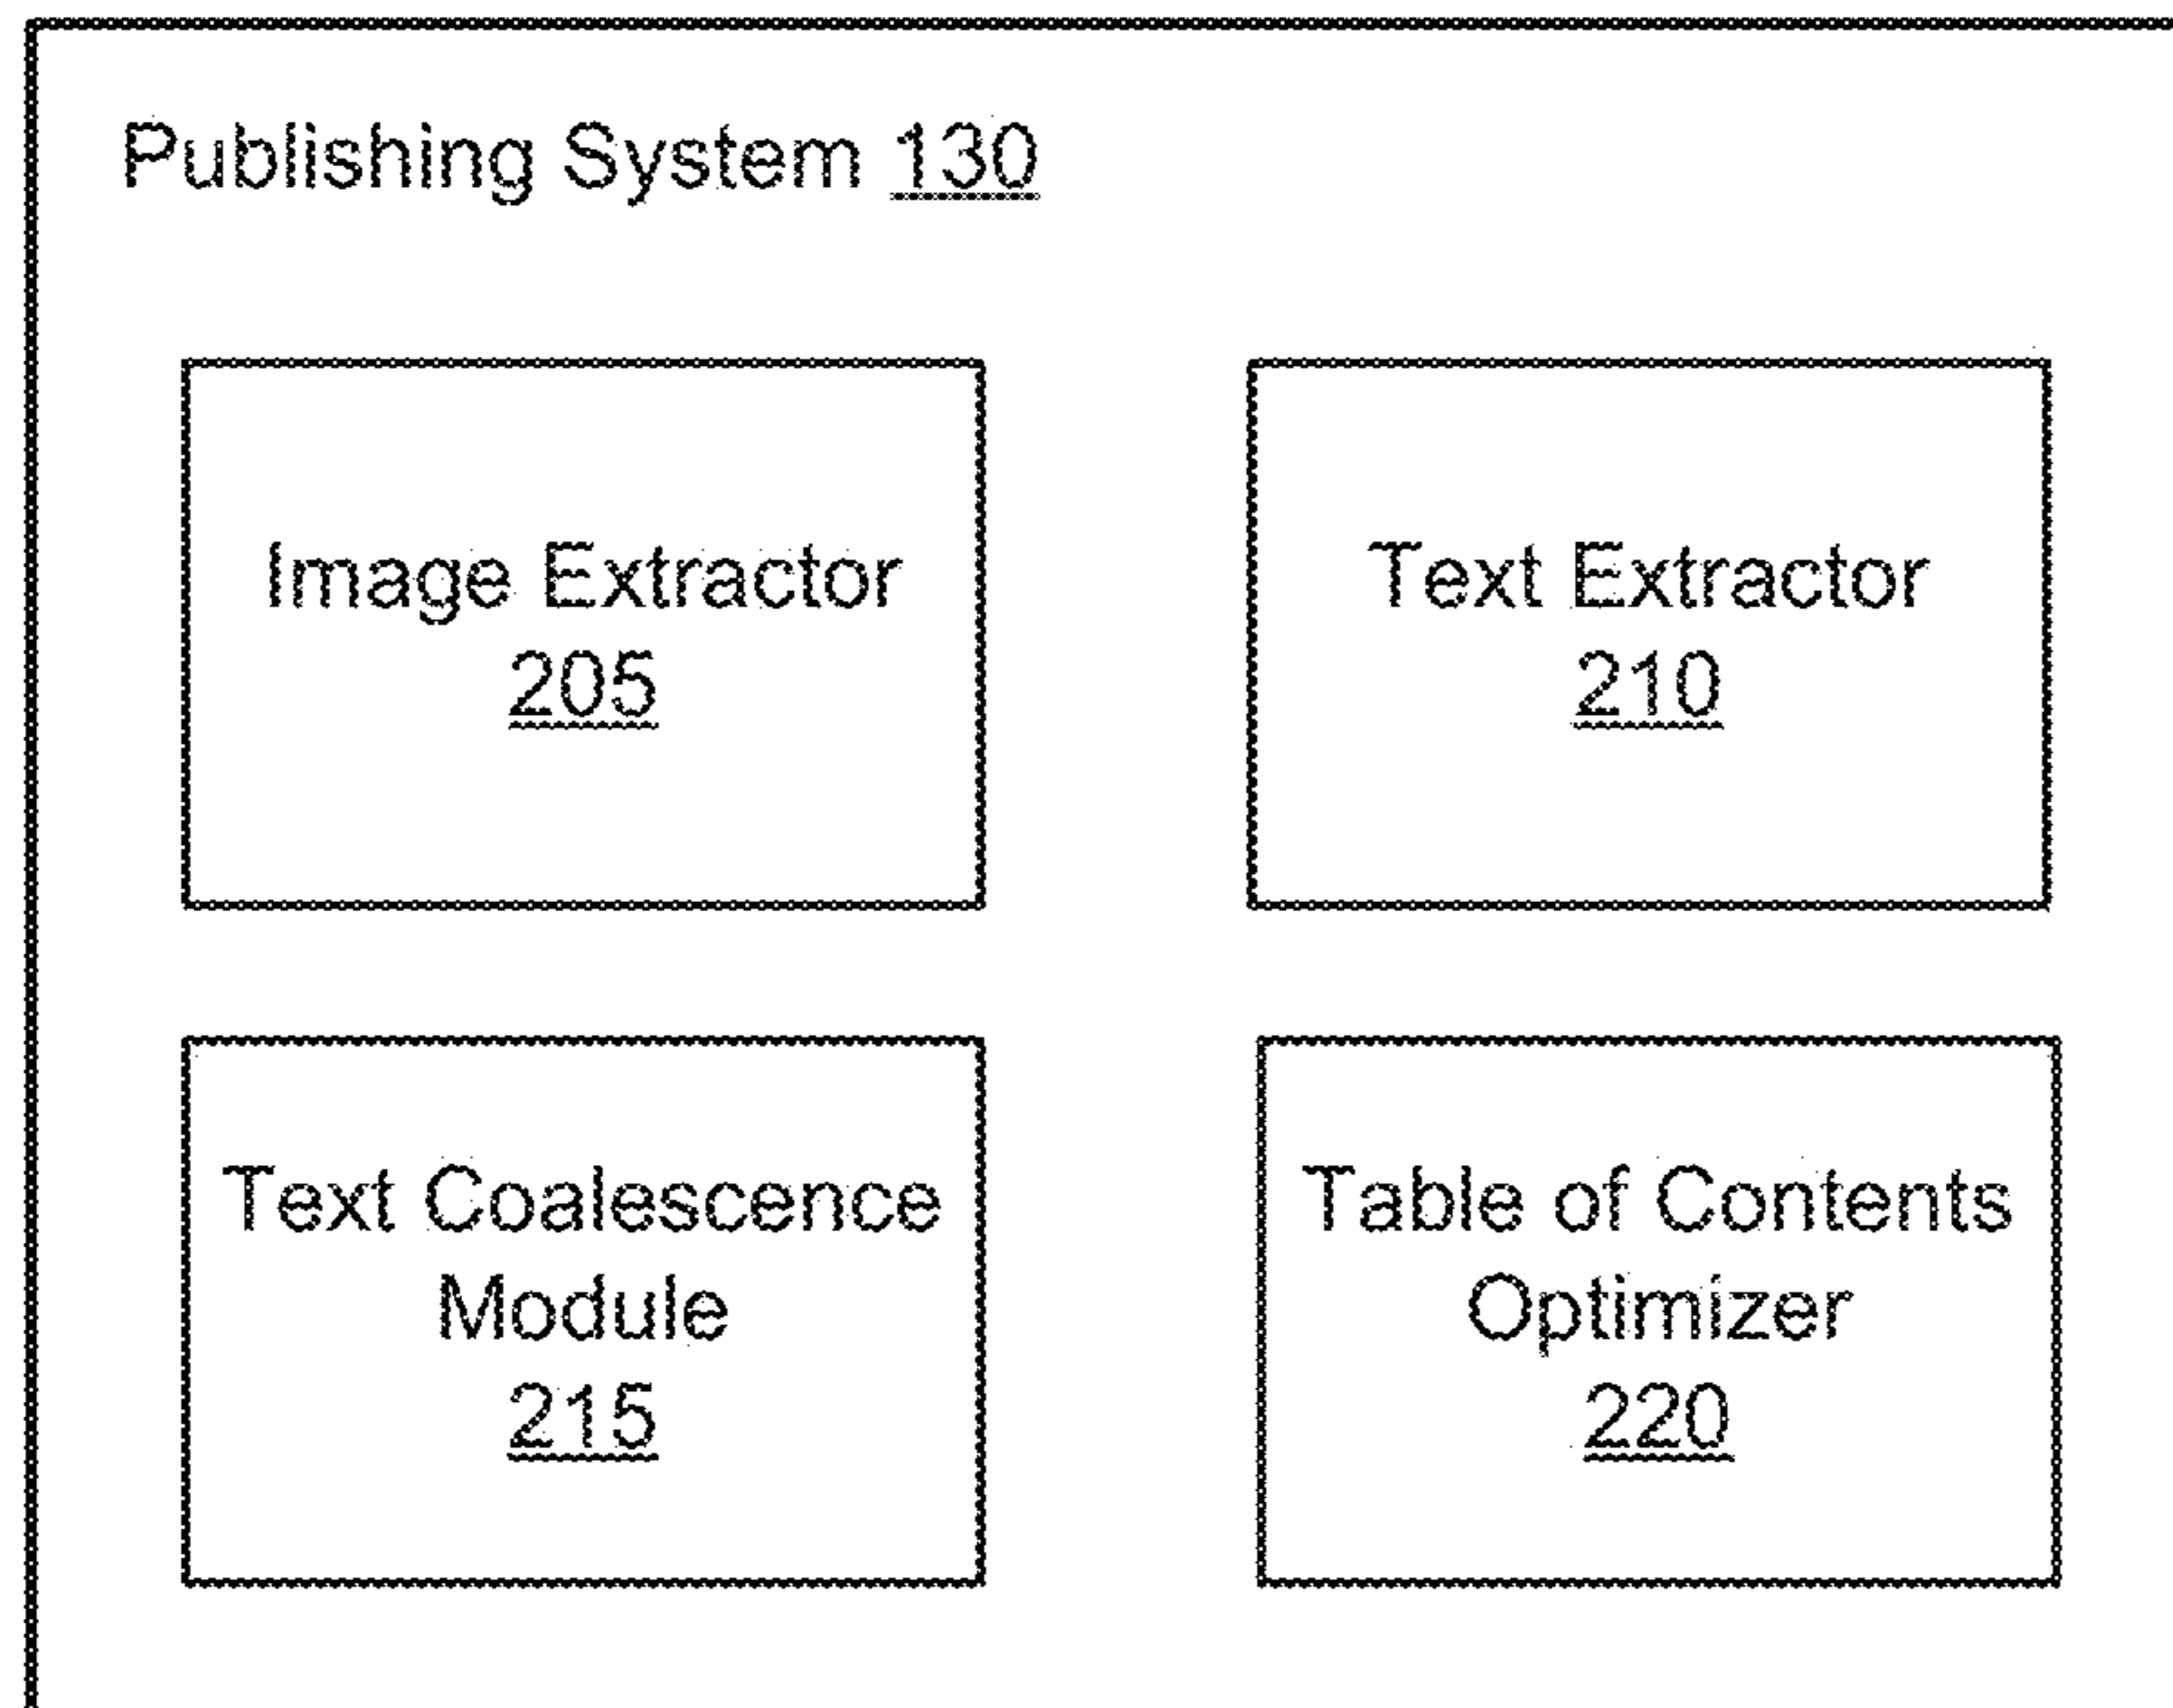 Publishing System 130
Image Extractor
205
Text Extractor
210
Text Coalescence
Module
215
Table of Contents
Optimizer
220